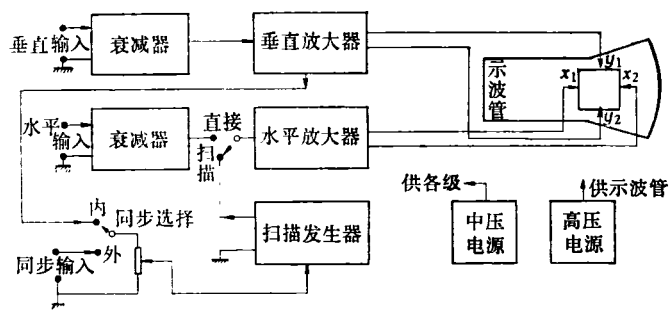 垂直输入
衰减器
垂直放大器
示波管
x₁
y₁
x₂
y₂
水平输入
衰减器
直接
扫描
水平放大器
供各级
中压电源
供示波管
高压电源
内
同步选择
外
同步输入
扫描发生器